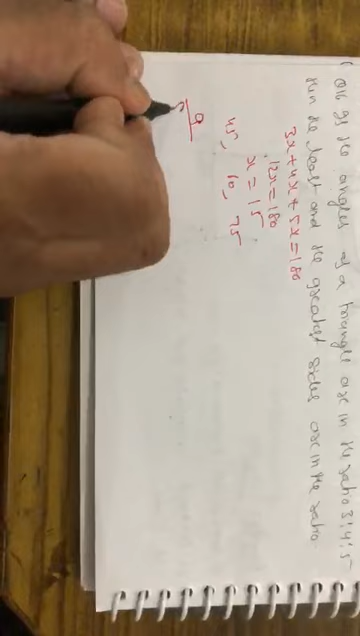 Q16 If the angles of a triangle are in the ratio 3:4:5
then the least and the greatest sides are in the ratio.
3x+4x+5x=180
12x=180
x=15
45, 60, 75
a
c